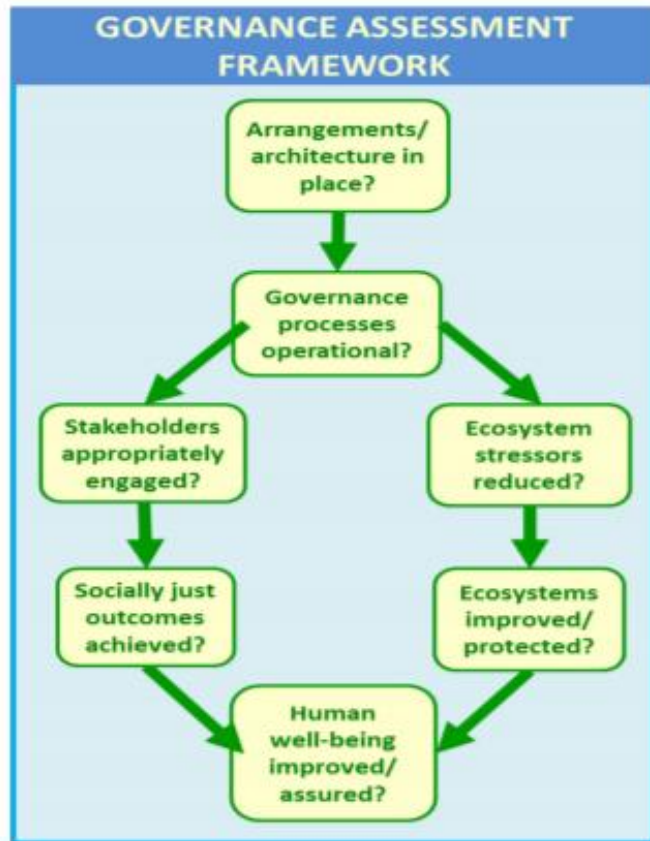 GOVERNANCE ASSESSMENT
FRAMEWORK
Arrangements/
architecture in
place?
Governance
processes
operational?
Stakeholders
appropriately
engaged?
Ecosystem
stressors
reduced?
Socially just
outcomes
achieved?
Ecosystems
improved/
protected?
Human
well-being
improved/
assured?